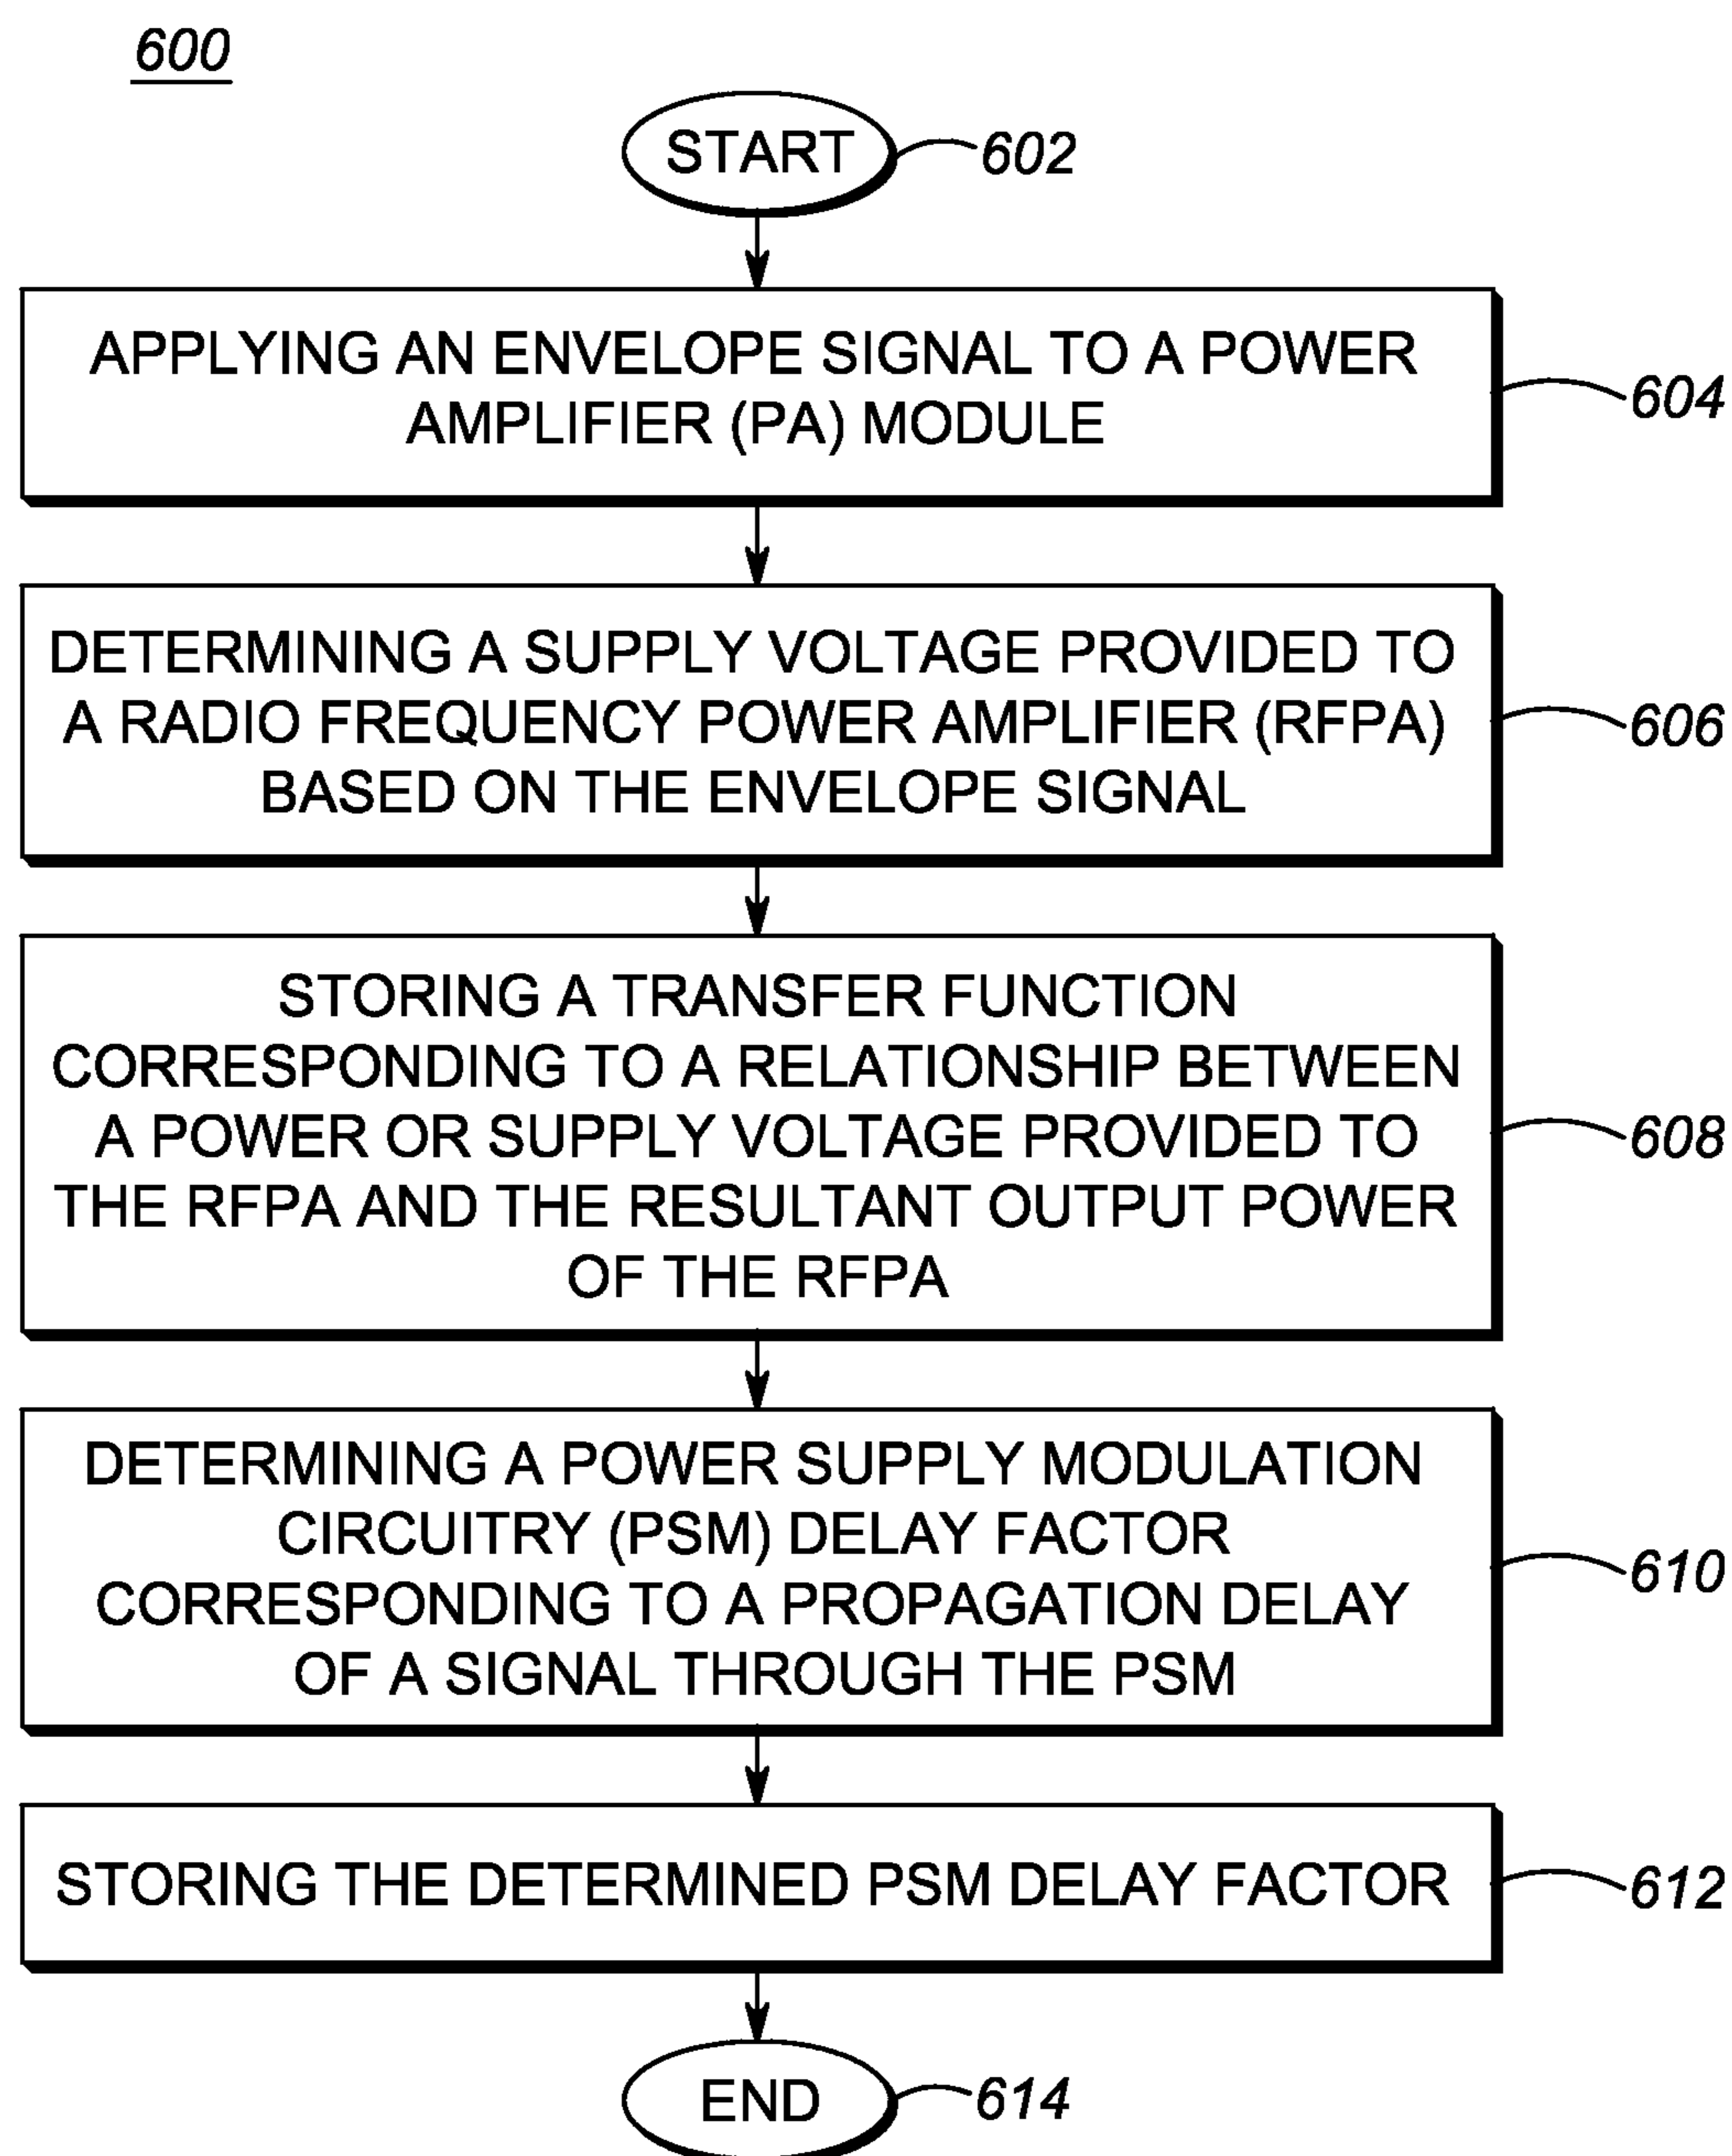 600
START
602
APPLYING AN ENVELOPE SIGNAL TO A POWER
AMPLIFIER (PA) MODULE
604
DETERMINING A SUPPLY VOLTAGE PROVIDED TO
A RADIO FREQUENCY POWER AMPLIFIER (RFPA)
BASED ON THE ENVELOPE SIGNAL
606
STORING A TRANSFER FUNCTION
CORRESPONDING TO A RELATIONSHIP BETWEEN
A POWER OR SUPPLY VOLTAGE PROVIDED TO
THE RFPA AND THE RESULTANT OUTPUT POWER
OF THE RFPA
608
DETERMINING A POWER SUPPLY MODULATION
CIRCUITRY (PSM) DELAY FACTOR
CORRESPONDING TO A PROPAGATION DELAY
OF A SIGNAL THROUGH THE PSM
610
STORING THE DETERMINED PSM DELAY FACTOR
612
END
614